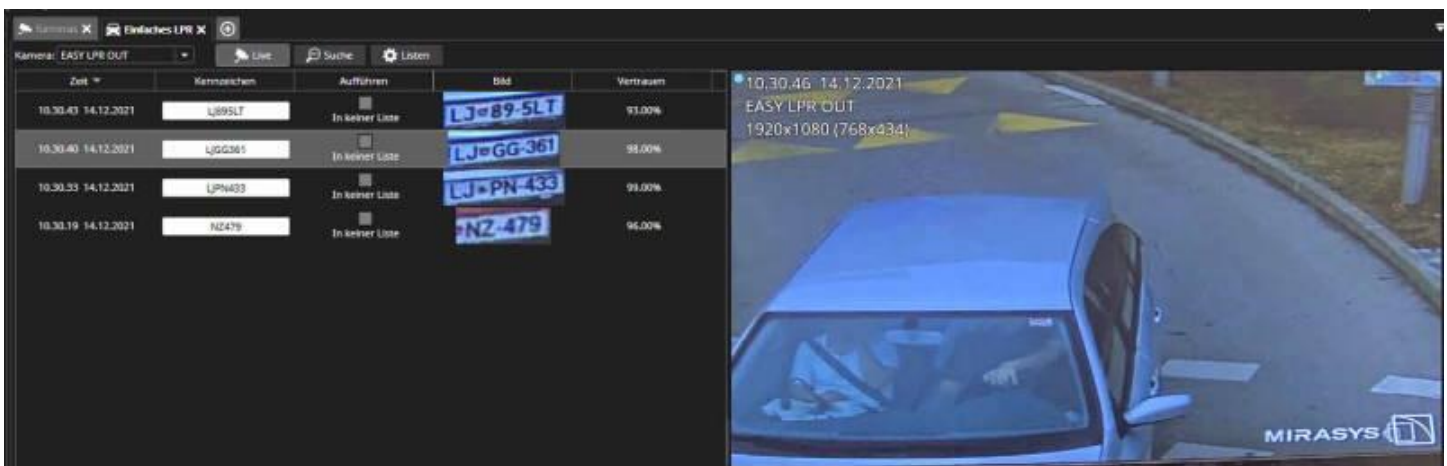 Kameras X Einfaches LPR X
Kamera: EASY LPR OUT Live Suche Listen
Zeit Kennzeichen Aufführen Bild Vertrauen
10.30.43 14.12.2021 LJ895LT In keiner Liste LJ 89-5LT 93.00%
10.30.40 14.12.2021 LJGG361 In keiner Liste LJ GG-361 98.00%
10.30.33 14.12.2021 LJPN433 In keiner Liste LJ PN-433 99.00%
10.30.19 14.12.2021 NZ479 In keiner Liste NZ-479 96.00%
10.30.46 14.12.2021
EASY LPR OUT
1920x1080 (768x434)
MIRASYS